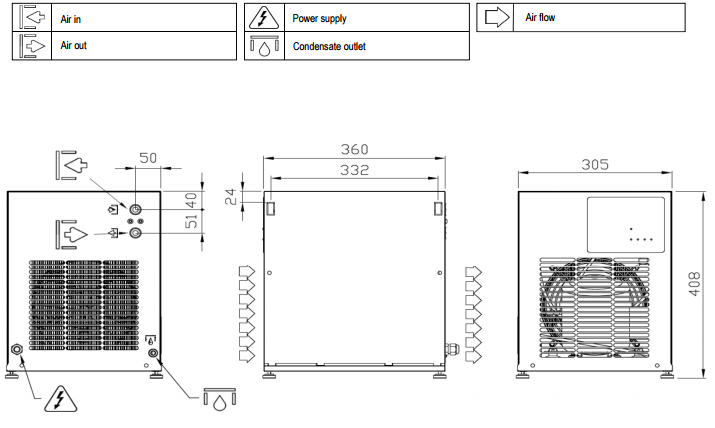 Air in
Power supply
Air flow
Air out
Condensate outlet
50
360
305
332
24
40
51
408